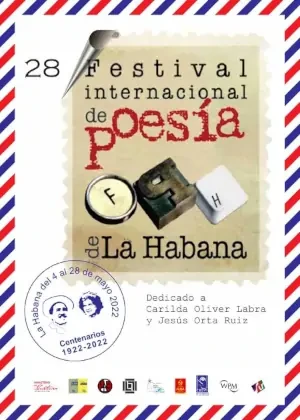 28 Festival
internacional
de
poesía
F P H
de La Habana
La Habana del 4 al 28 de mayo 2022
Centenarios
1922-2022
Dedicado a
Carilda Oliver Labra
y Jesús Orta Ruiz
WPM